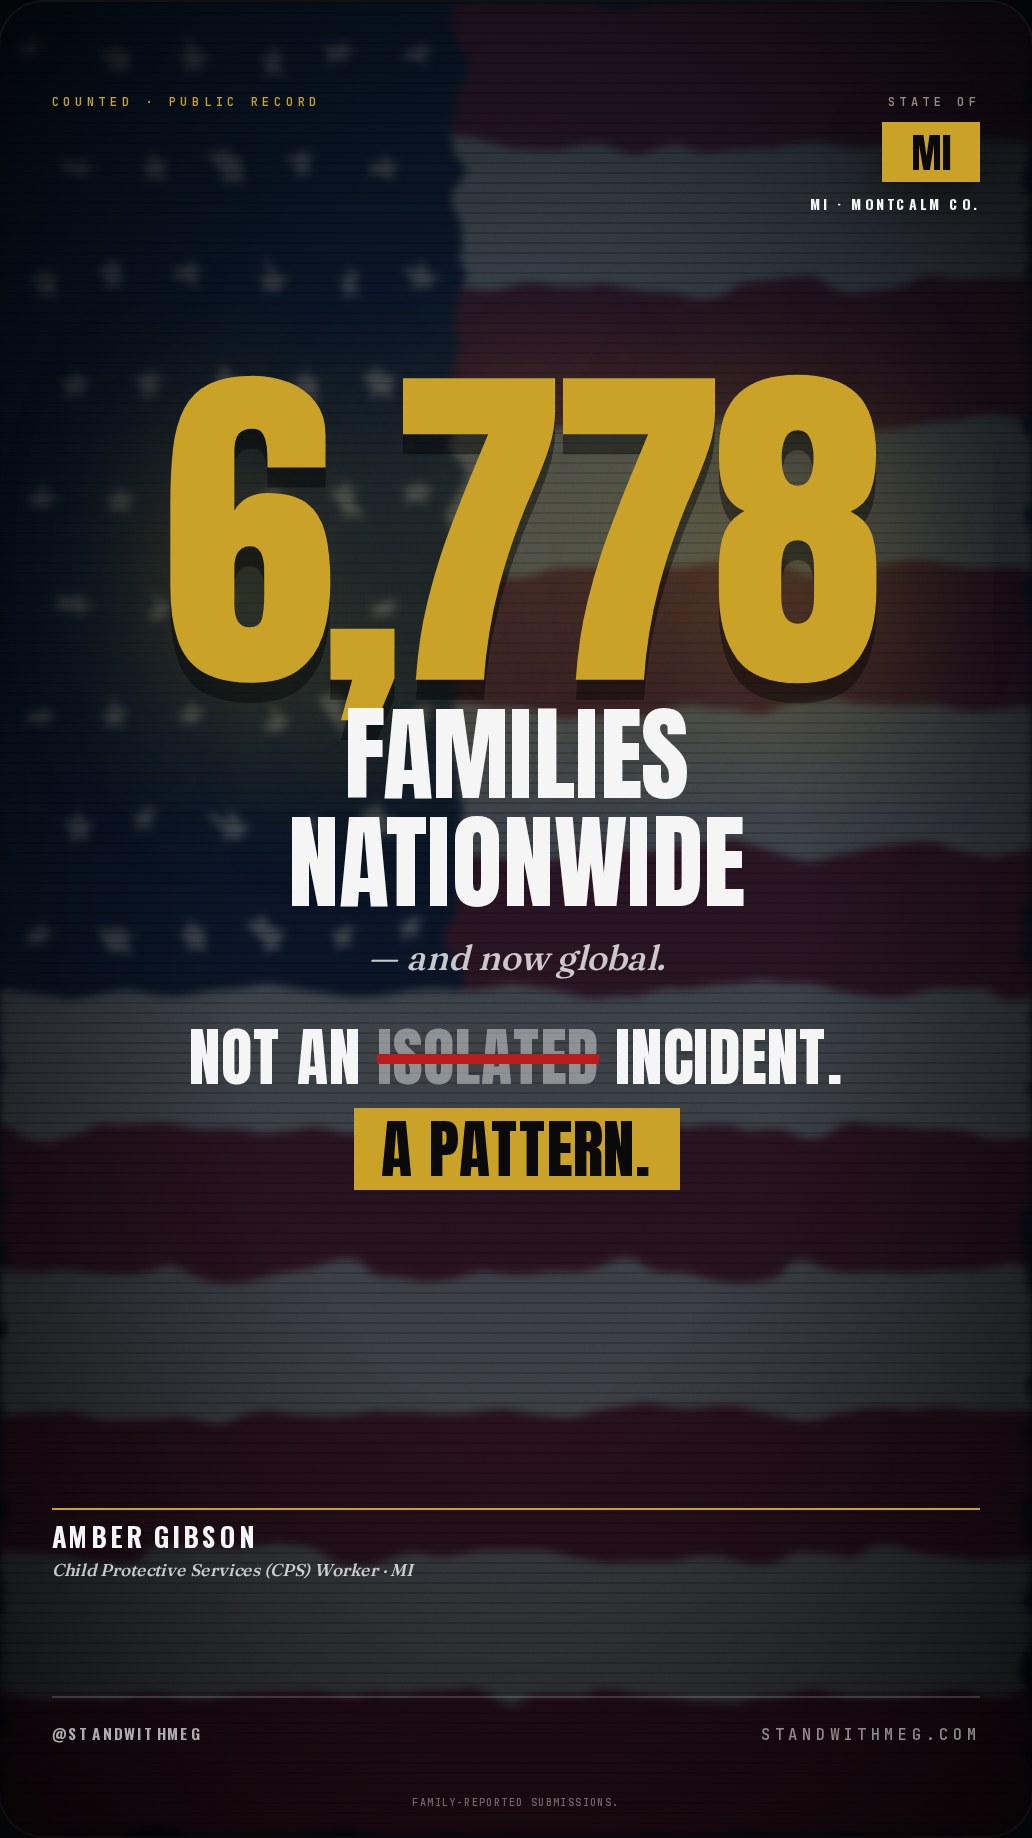 COUNTED · PUBLIC RECORD
STATE OF
MI
MI · MONTCALM CO.
6,778
FAMILIES
NATIONWIDE
— and now global.
NOT AN ISOLATED INCIDENT.
A PATTERN.
AMBER GIBSON
Child Protective Services (CPS) Worker · MI
@STANDWITHMEG
STANDWITHMEG.COM
FAMILY-REPORTED SUBMISSIONS.